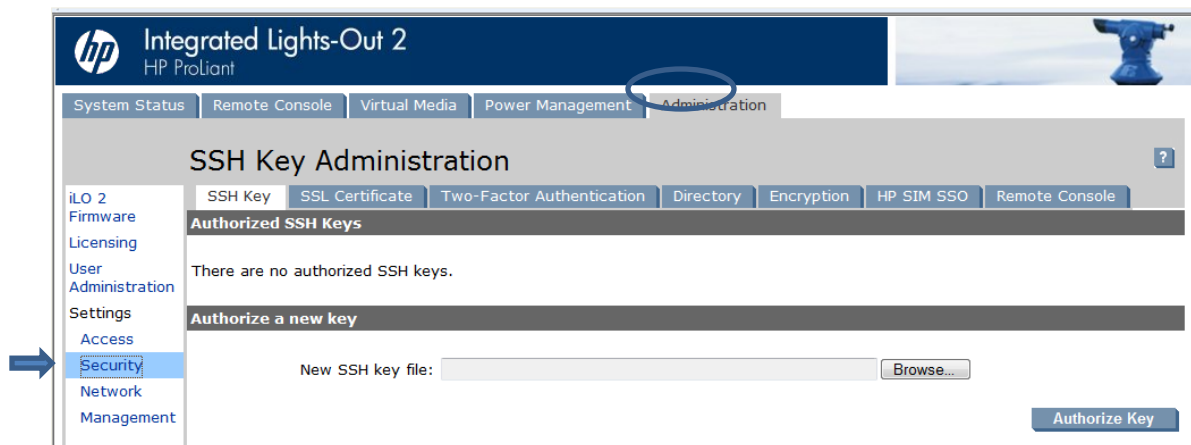 hp
Integrated Lights-Out 2
HP ProLiant
System Status Remote Console Virtual Media Power Management Administration
SSH Key Administration
?
SSH Key SSL Certificate Two-Factor Authentication Directory Encryption HP SIM SSO Remote Console
iLO 2
Firmware
Licensing
User
Administration
Settings
Access
Security
Network
Management
Authorized SSH Keys
There are no authorized SSH keys.
Authorize a new key
New SSH key file: Browse...
Authorize Key